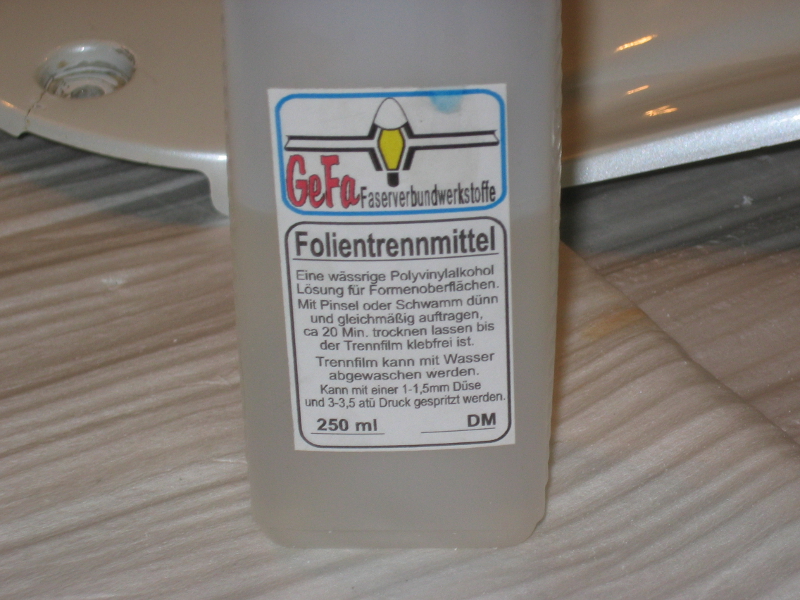 GeFa Faserverbundwerkstoffe
Folientrennmittel
Eine wässrige Polyvinylalkohol
Lösung für Formenoberflächen.
Mit Pinsel oder Schwamm dünn
und gleichmäßig auftragen,
ca 20 Min. trocknen lassen bis
der Trennfilm klebfrei ist.
Trennfilm kann mit Wasser
abgewaschen werden.
Kann mit einer 1-1,5mm Düse
und 3-3,5 atü Druck gespritzt werden.
250 ml DM